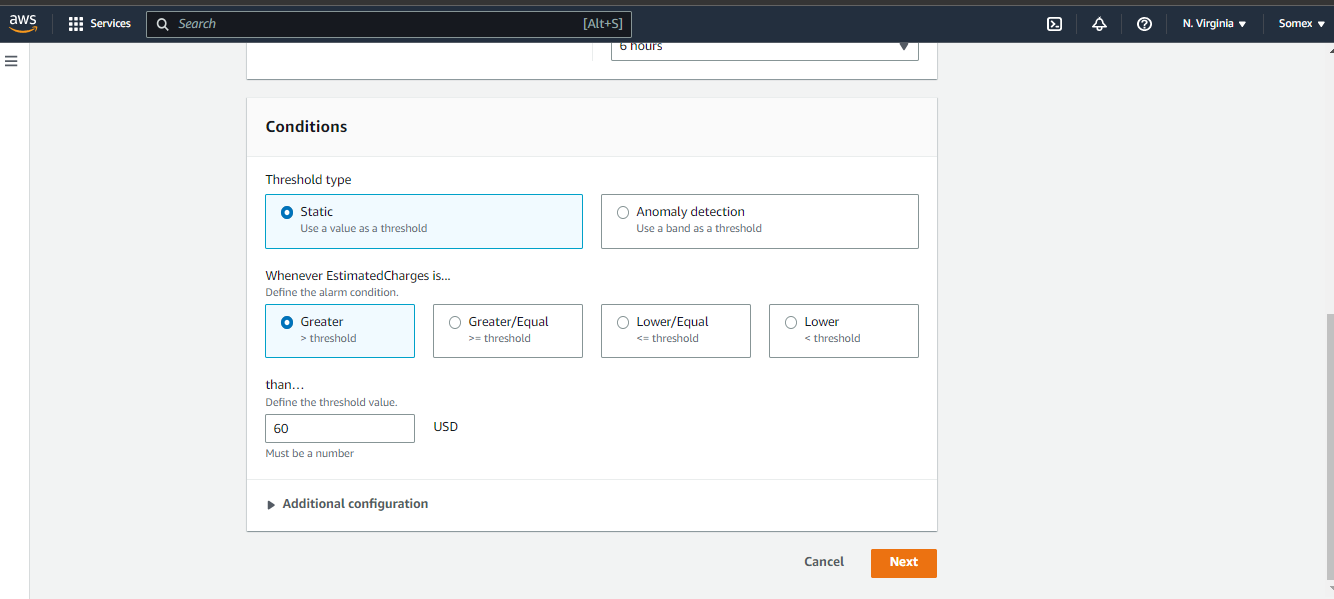 aws Services Search [Alt+S] N. Virginia Somex
6 hours
Conditions
Threshold type
Static Anomaly detection
Use a value as a threshold Use a band as a threshold
Whenever EstimatedCharges is...
Define the alarm condition.
Greater Greater/Equal Lower/Equal Lower
> threshold >= threshold <= threshold < threshold
than...
Define the threshold value.
60 USD
Must be a number
Additional configuration
Cancel Next